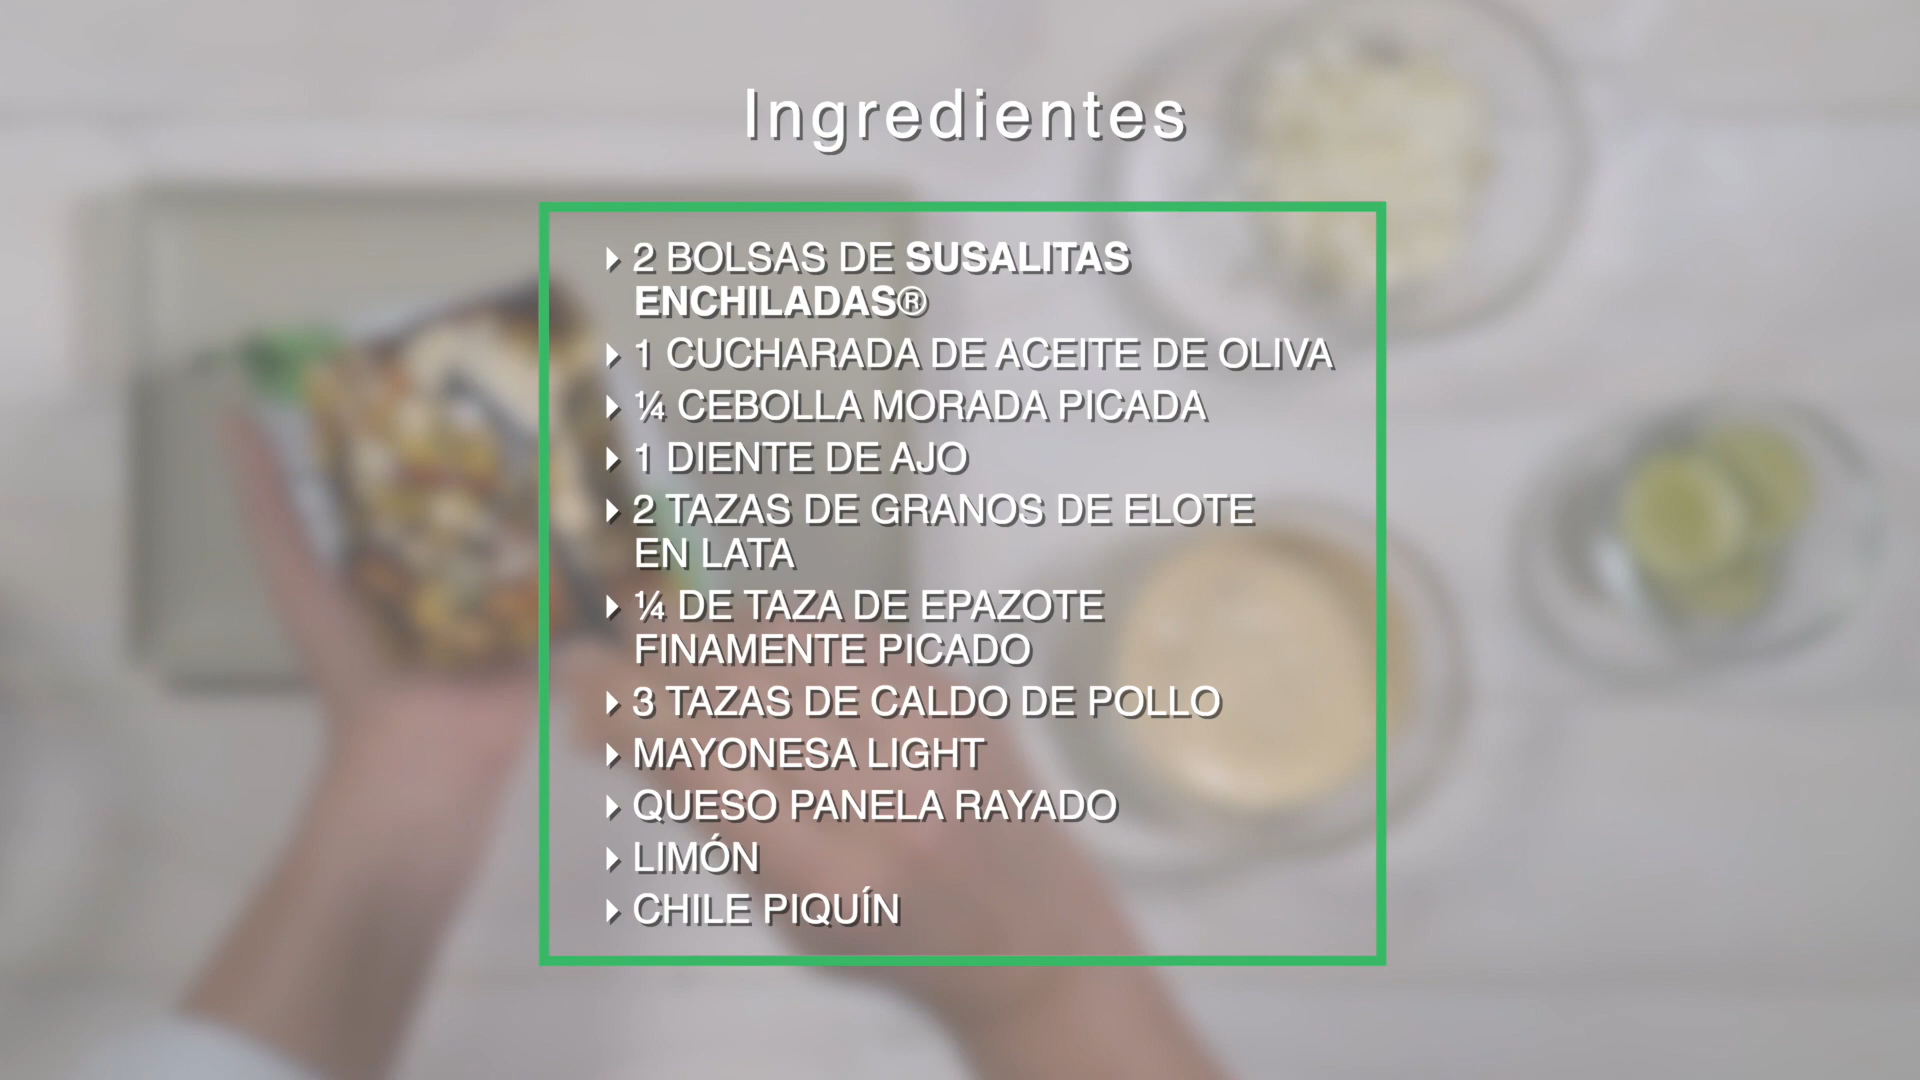 Ingredientes
▸ 2 BOLSAS DE SUSALITAS
ENCHILADAS®
▸ 1 CUCHARADA DE ACEITE DE OLIVA
▸ ¼ CEBOLLA MORADA PICADA
▸ 1 DIENTE DE AJO
▸ 2 TAZAS DE GRANOS DE ELOTE
EN LATA
▸ ¼ DE TAZA DE EPAZOTE
FINAMENTE PICADO
▸ 3 TAZAS DE CALDO DE POLLO
▸ MAYONESA LIGHT
▸ QUESO PANELA RAYADO
▸ LIMÓN
▸ CHILE PIQUÍN